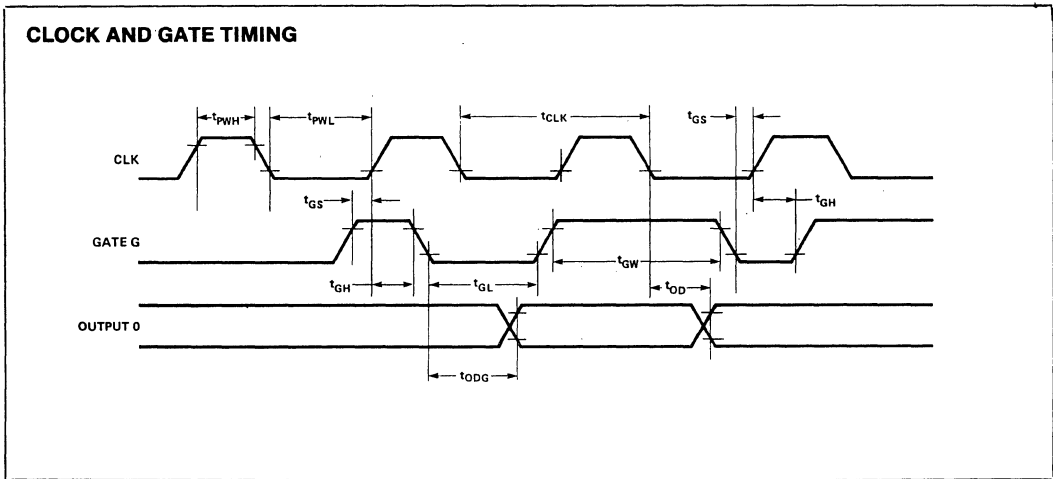 CLOCK AND GATE TIMING
tPWH
tPWL
tCLK
tGS
CLK
tGS
tGH
GATE G
tGW
tGH
tGL
tOD
OUTPUT 0
tODG